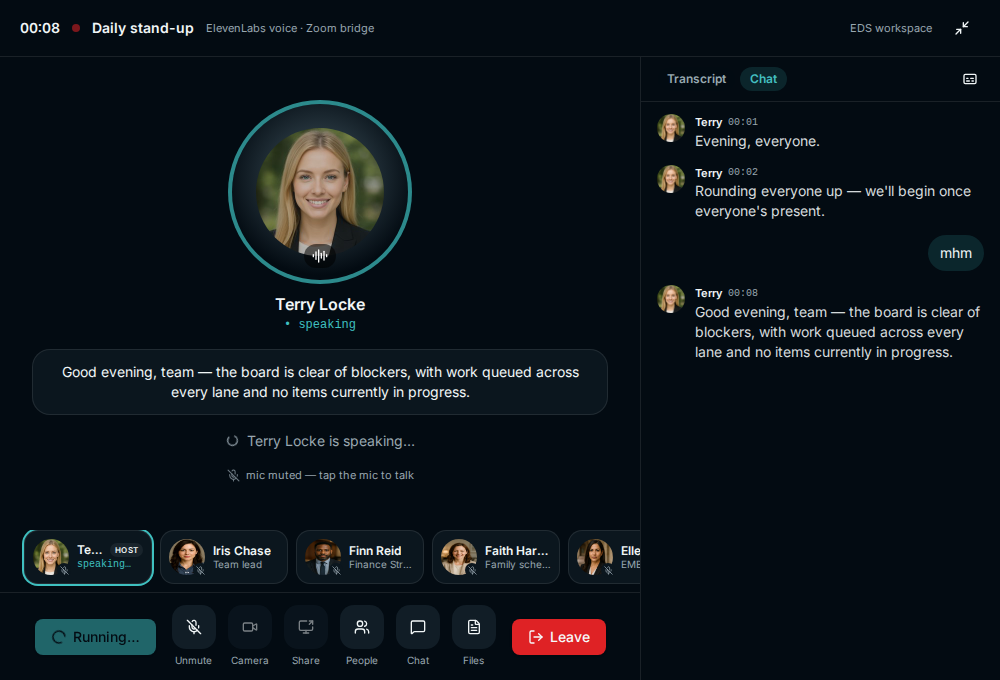 00:08 Daily stand-up ElevenLabs voice · Zoom bridge EDS workspace
Terry Locke
• speaking
Good evening, team — the board is clear of blockers, with work queued across
every lane and no items currently in progress.
Terry Locke is speaking...
mic muted — tap the mic to talk
Te... HOST
speaking...
Iris Chase
Team lead
Finn Reid
Finance Str...
Faith Har...
Family sche...
Elle
EME
Running...
Unmute
Camera
Share
People
Chat
Files
Leave
Transcript Chat
Terry 00:01
Evening, everyone.
Terry 00:02
Rounding everyone up — we'll begin once
everyone's present.
mhm
Terry 00:08
Good evening, team — the board is clear of
blockers, with work queued across every
lane and no items currently in progress.